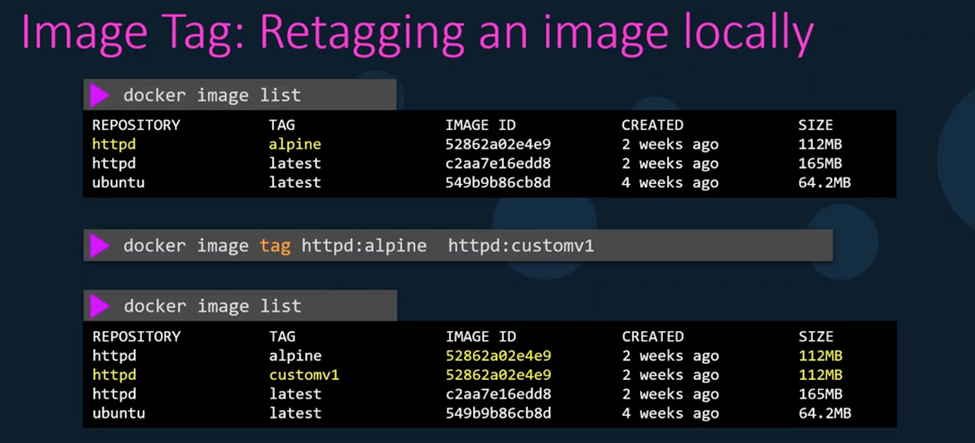 Image Tag: Retagging an image locally
docker image list
REPOSITORY TAG IMAGE ID CREATED SIZE
httpd alpine 52862a02e4e9 2 weeks ago 112MB
httpd latest c2aa7e16edd8 2 weeks ago 165MB
ubuntu latest 549b9b86cb8d 4 weeks ago 64.2MB
docker image tag httpd:alpine httpd:customv1
docker image list
REPOSITORY TAG IMAGE ID CREATED SIZE
httpd alpine 52862a02e4e9 2 weeks ago 112MB
httpd customv1 52862a02e4e9 2 weeks ago 112MB
httpd latest c2aa7e16edd8 2 weeks ago 165MB
ubuntu latest 549b9b86cb8d 4 weeks ago 64.2MB